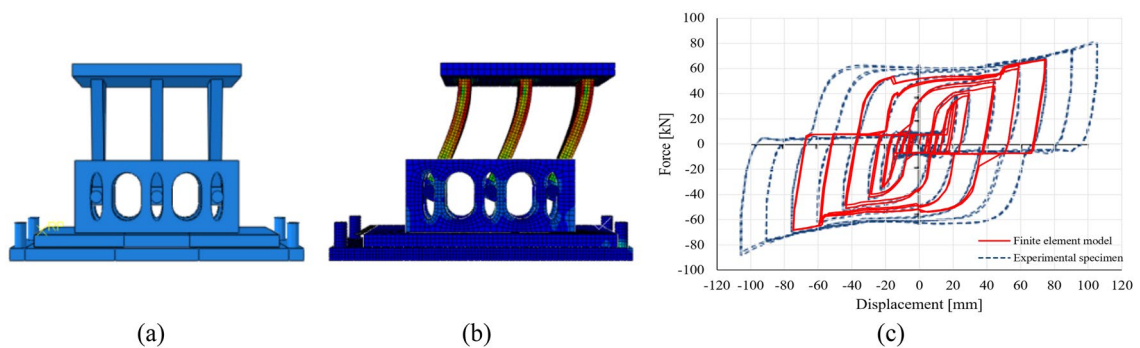 100
80
60
40
20
0
-20
-40
-60
-80
-100
Force [kN]
-120 -100 -80 -60 -40 -20 0 20 40 60 80 100 120
Displacement [mm]
Finite element model
Experimental specimen
(a)
(b)
(c)